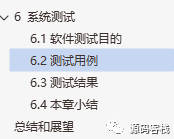 6 系统测试
6.1 软件测试目的
6.2 测试用例
6.3 测试结果
6.4 本章小结
总结和展望
源码客栈